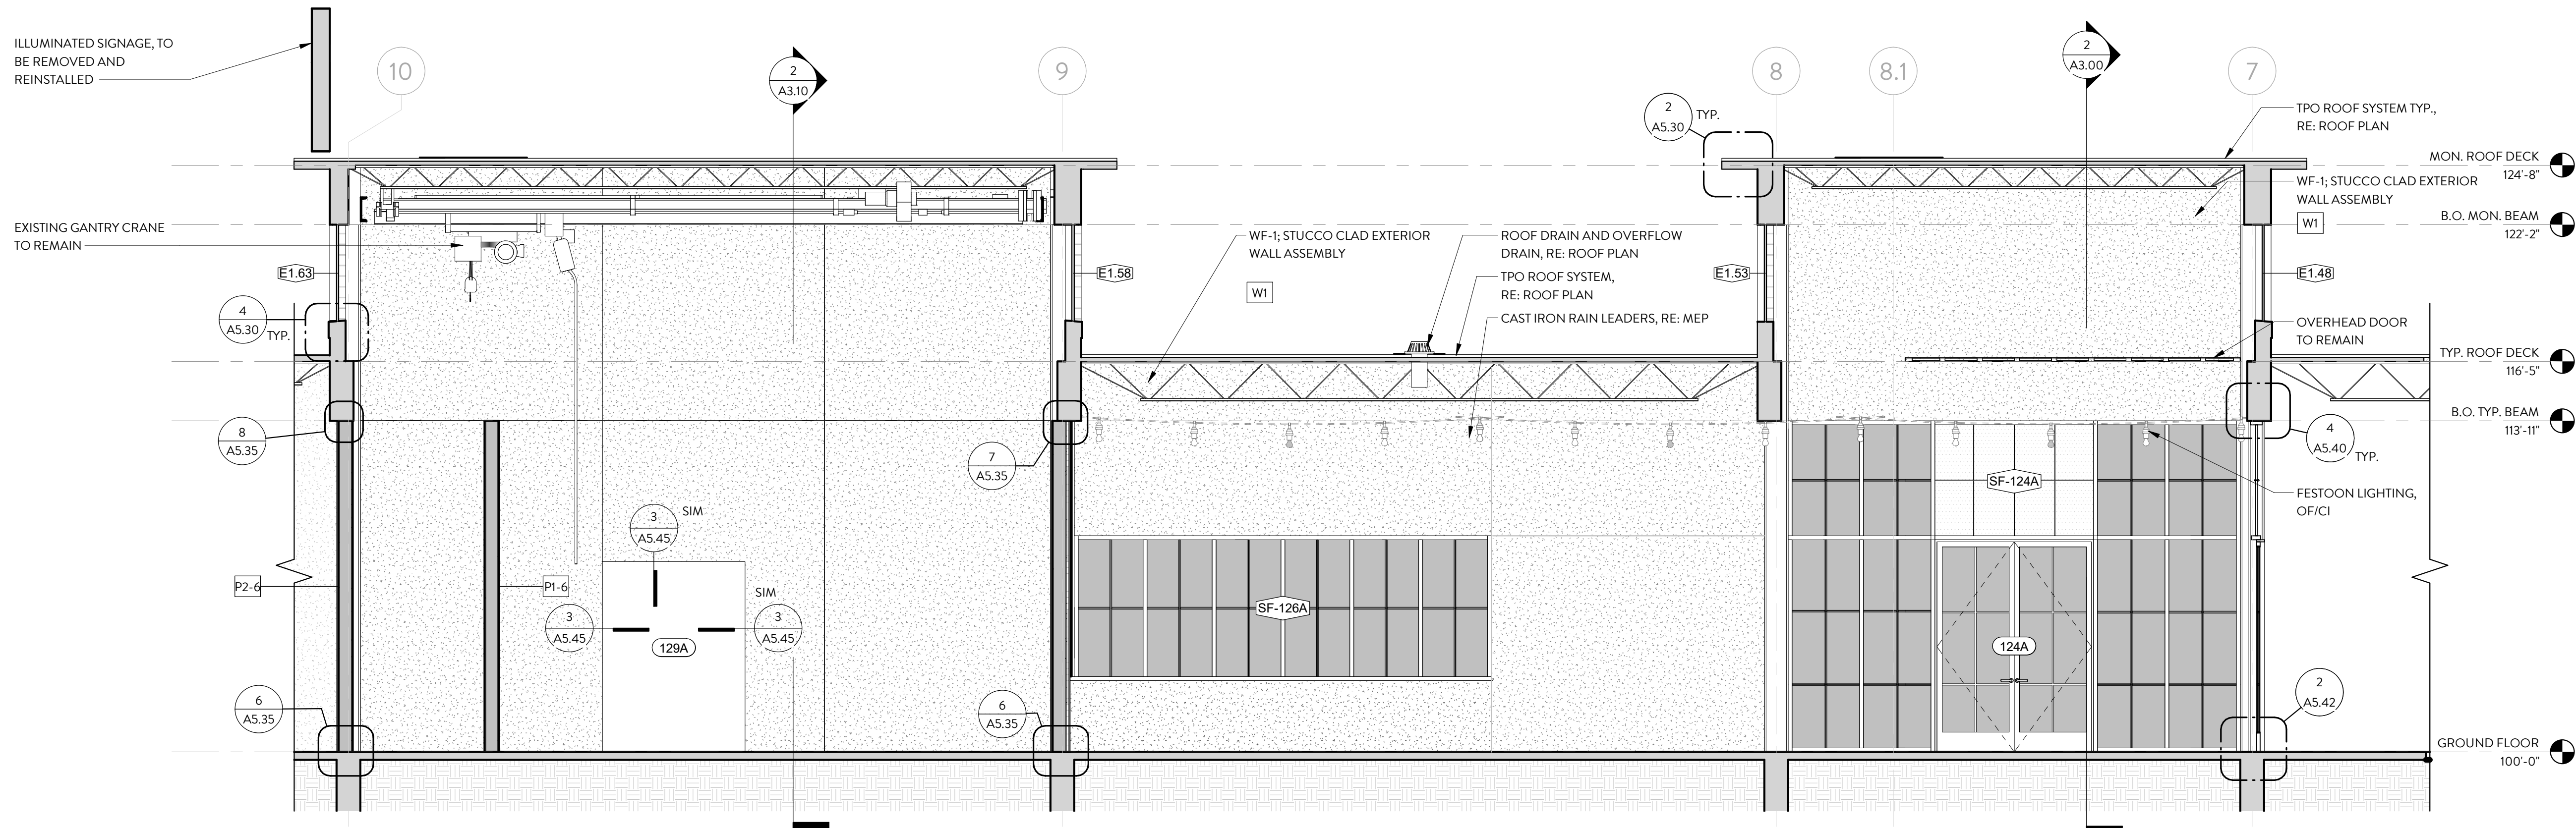 ILLUMINATED SIGNAGE, TO
BE REMOVED AND
REINSTALLED
10
2
A3.10
9
2
A5.30
TYP.
8
8.1
2
A3.00
7
TPO ROOF SYSTEM TYP.,
RE: ROOF PLAN
MON. ROOF DECK
124'-8"
WF-1; STUCCO CLAD EXTERIOR
WALL ASSEMBLY
W1
B.O. MON. BEAM
122'-2"
EXISTING GANTRY CRANE
TO REMAIN
WF-1; STUCCO CLAD EXTERIOR
WALL ASSEMBLY
W1
ROOF DRAIN AND OVERFLOW
DRAIN, RE: ROOF PLAN
TPO ROOF SYSTEM,
RE: ROOF PLAN
CAST IRON RAIN LEADERS, RE: MEP
E1.63
E1.58
E1.53
E1.48
4
A5.30
TYP.
OVERHEAD DOOR
TO REMAIN
TYP. ROOF DECK
116'-5"
B.O. TYP. BEAM
113'-11"
8
A5.35
7
A5.35
4
A5.40
TYP.
SF-124A
FESTOON LIGHTING,
OF/CI
3
A5.45
SIM
P2-6
P1-6
3
A5.45
SIM
3
A5.45
129A
SF-126A
124A
6
A5.35
6
A5.35
2
A5.42
GROUND FLOOR
100'-0"